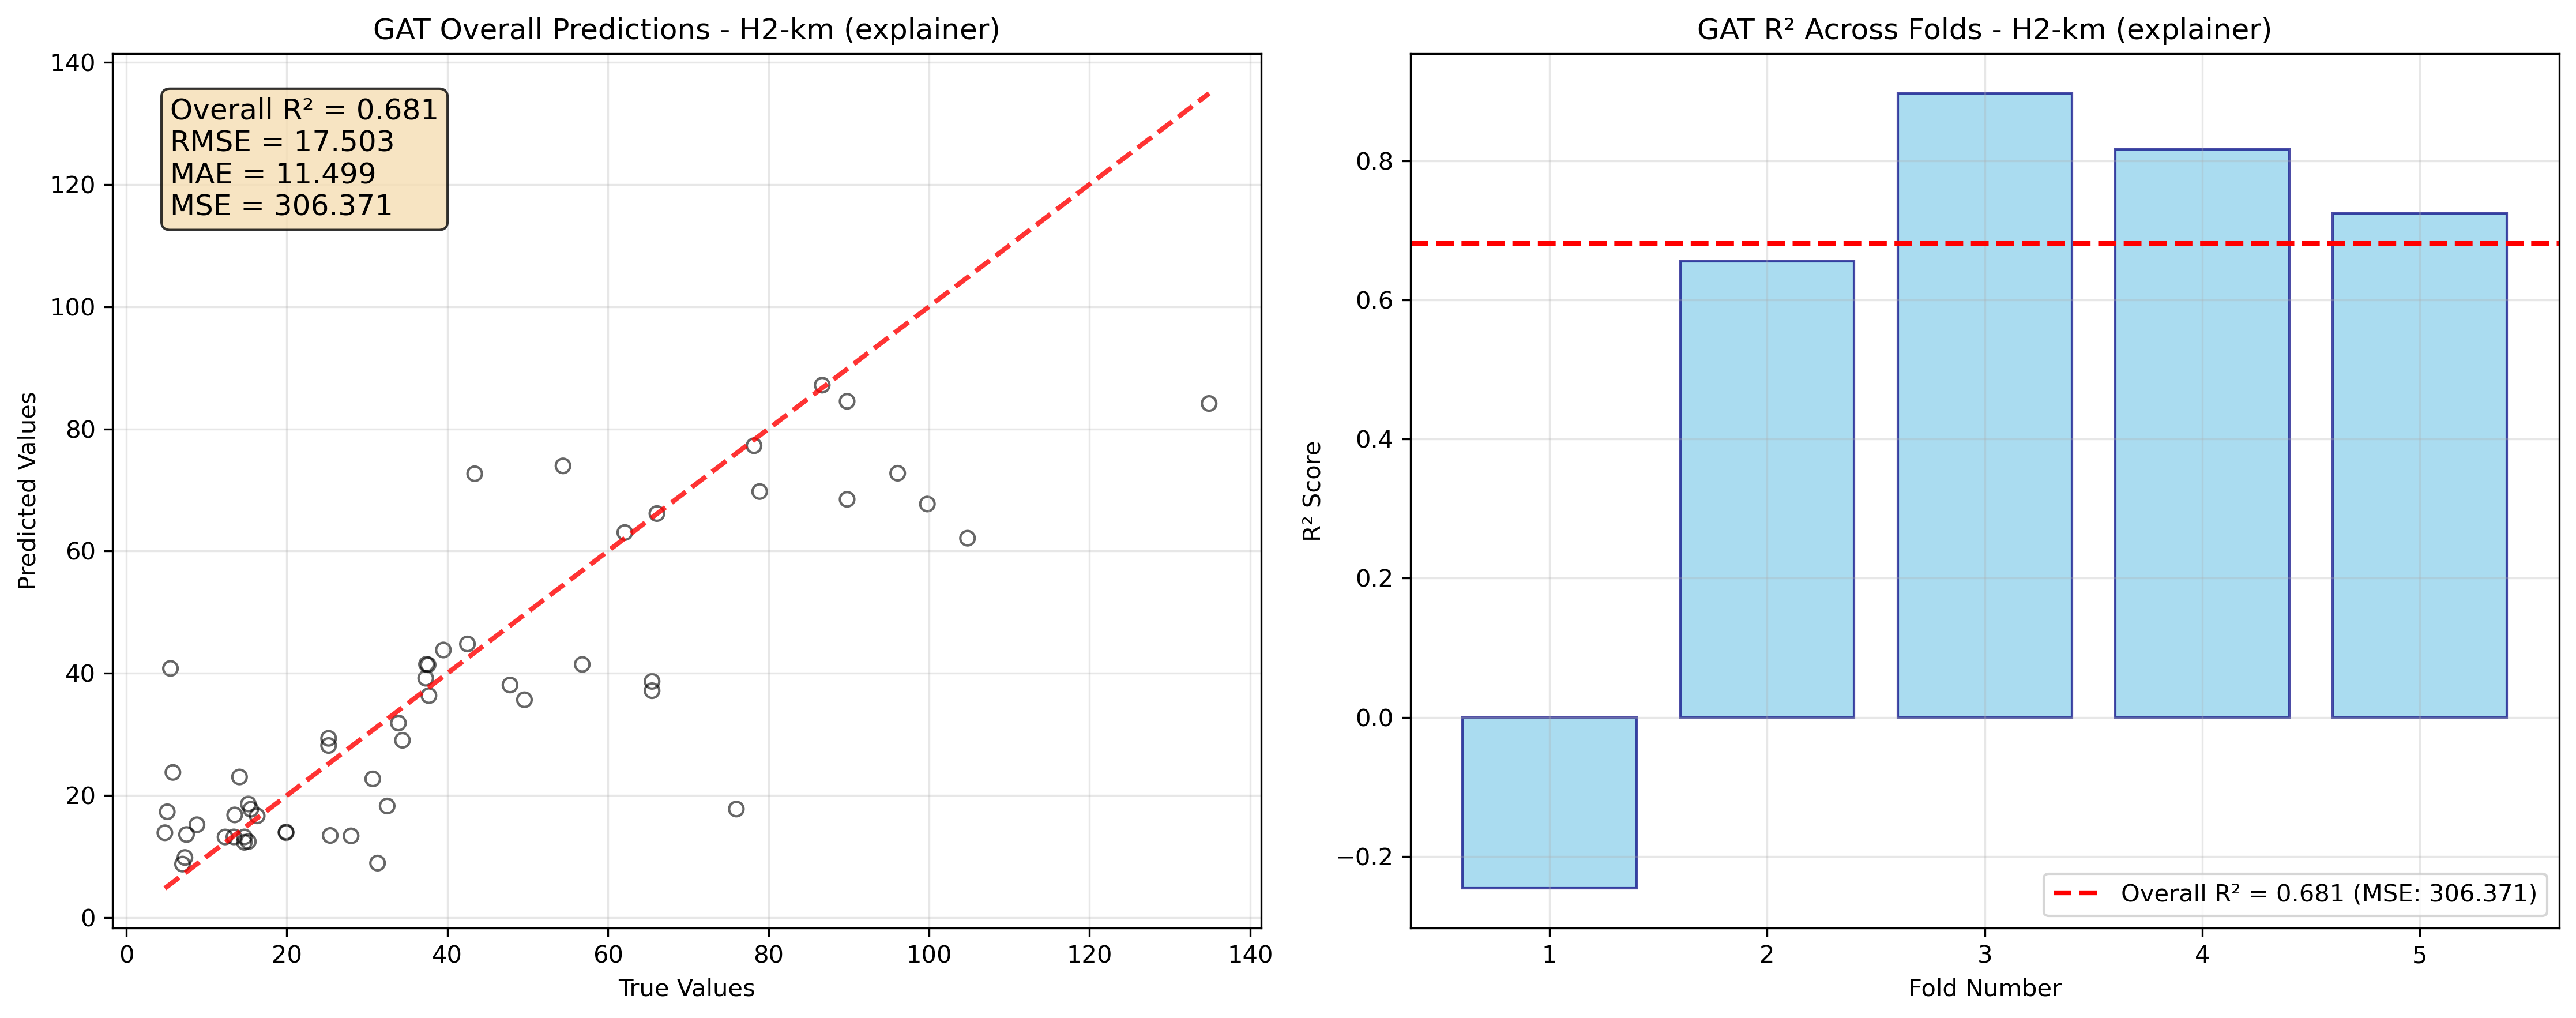 GAT Overall Predictions - H2-km (explainer)
Overall R² = 0.681
RMSE = 17.503
MAE = 11.499
MSE = 306.371
Predicted Values
140
120
100
80
60
40
20
0
0 20 40 60 80 100 120 140
True Values
GAT R² Across Folds - H2-km (explainer)
R² Score
0.8
0.6
0.4
0.2
0.0
−0.2
Overall R² = 0.681 (MSE: 306.371)
1 2 3 4 5
Fold Number